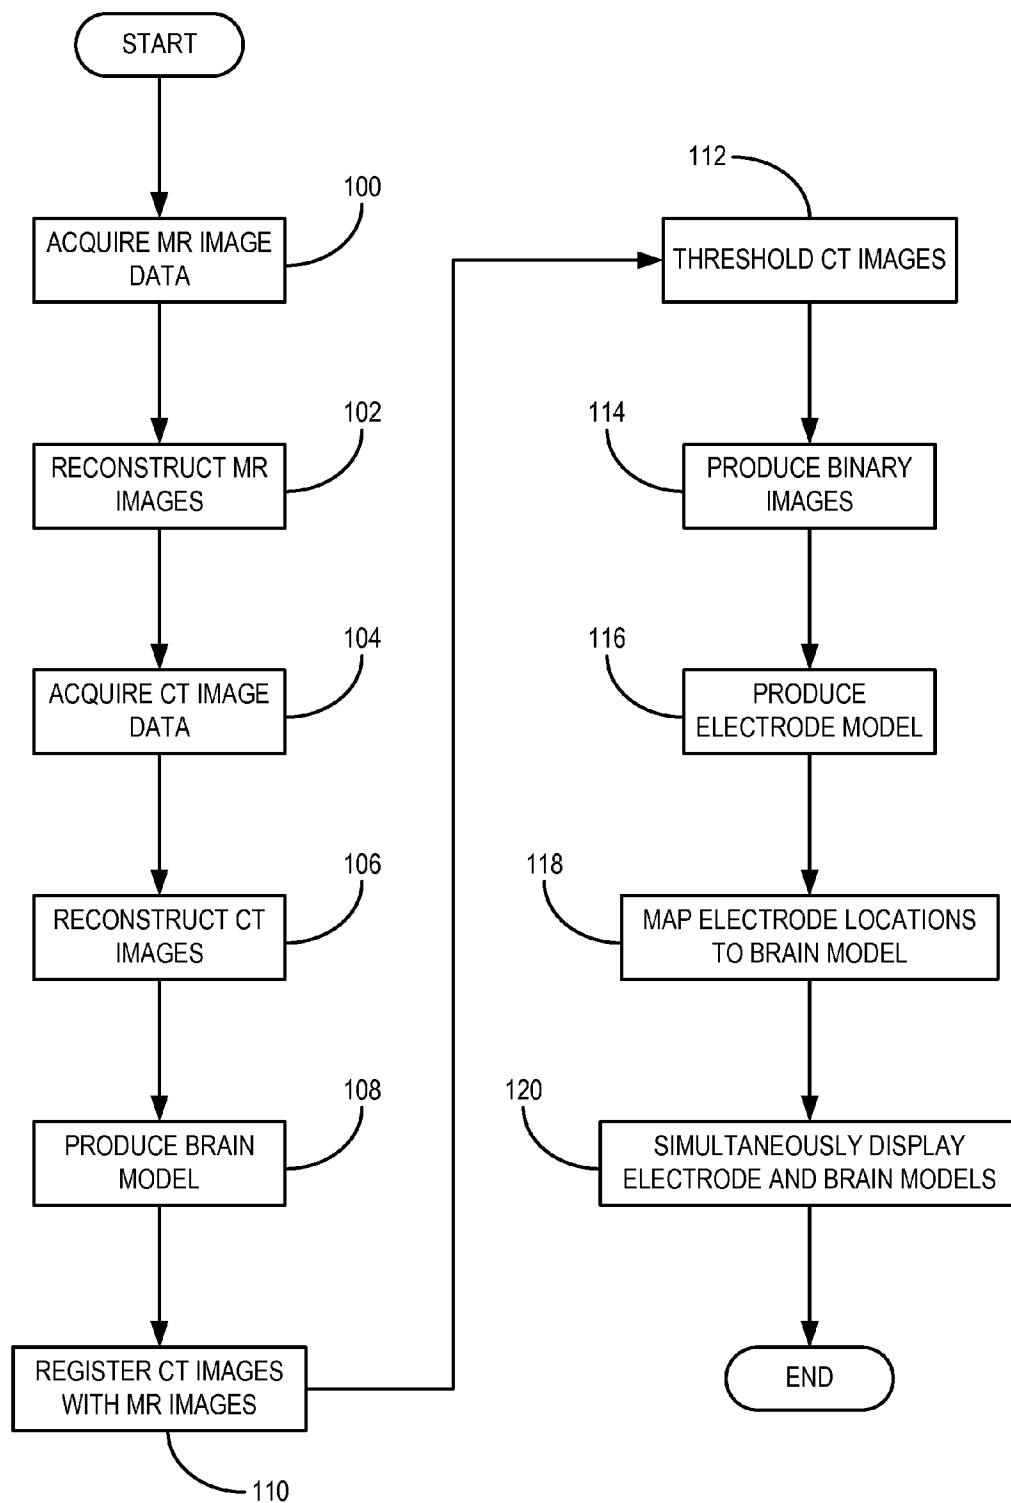 START
100
ACQUIRE MR IMAGE
DATA
102
RECONSTRUCT MR
IMAGES
104
ACQUIRE CT IMAGE
DATA
106
RECONSTRUCT CT
IMAGES
108
PRODUCE BRAIN
MODEL
REGISTER CT IMAGES
WITH MR IMAGES
110
112
THRESHOLD CT IMAGES
114
PRODUCE BINARY
IMAGES
116
PRODUCE
ELECTRODE MODEL
118
MAP ELECTRODE LOCATIONS
TO BRAIN MODEL
120
SIMULTANEOUSLY DISPLAY
ELECTRODE AND BRAIN MODELS
END